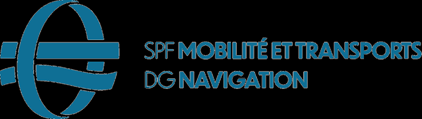 SPF MOBILITÉ ET TRANSPORTS
DG NAVIGATION